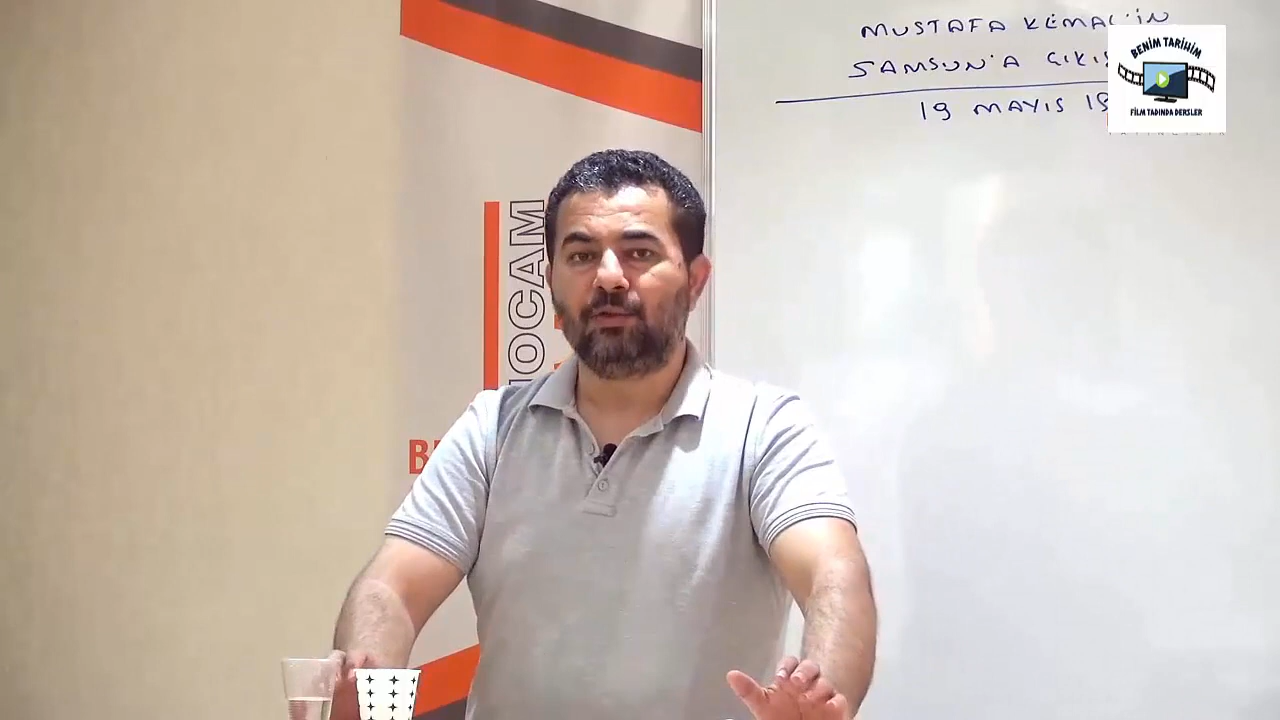 MUSTAFA KEMAL'İN
SAMSUN'A
19 MAYIS
BENİM TARİHİM
FİLM TADINDA DERSLER
HOCAM